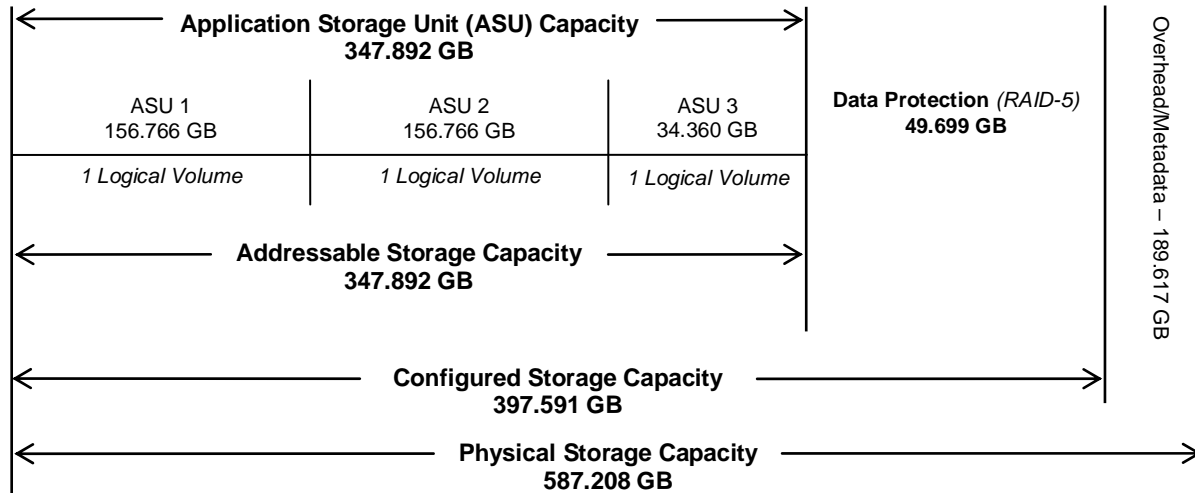 Application Storage Unit (ASU) Capacity
347.892 GB
ASU 1
156.766 GB
ASU 2
156.766 GB
ASU 3
34.360 GB
Data Protection (RAID-5)
49.699 GB
1 Logical Volume
1 Logical Volume
1 Logical Volume
Overhead/Metadata – 189.617 GB
Addressable Storage Capacity
347.892 GB
Configured Storage Capacity
397.591 GB
Physical Storage Capacity
587.208 GB